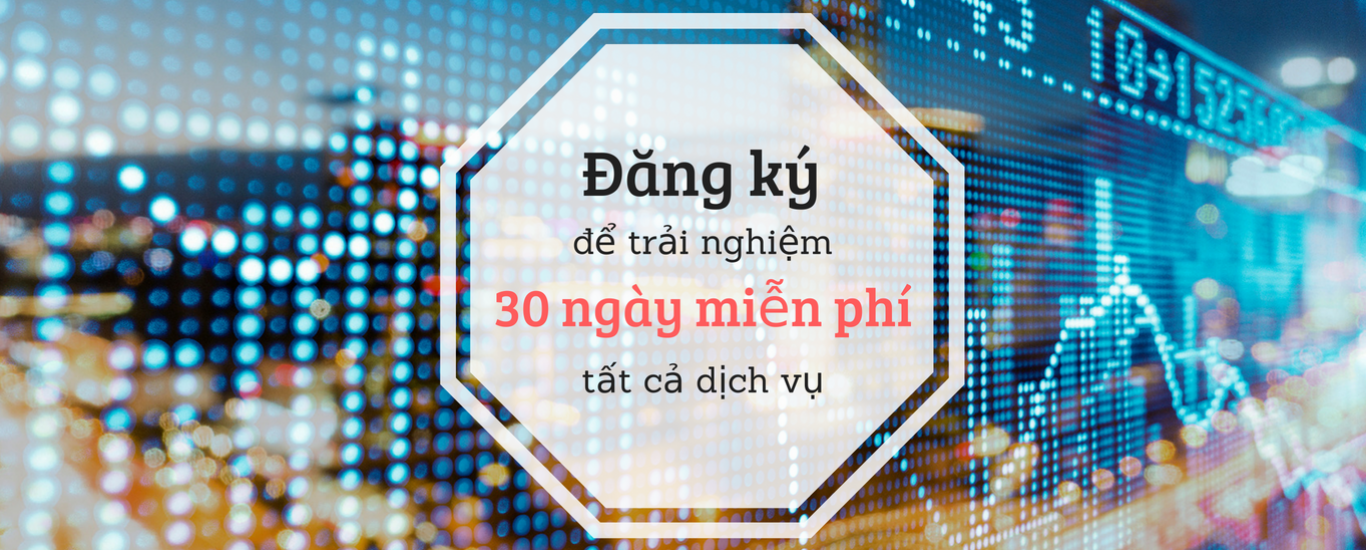 Đăng ký
để trải nghiệm
30 ngày miễn phí
tất cả dịch vụ